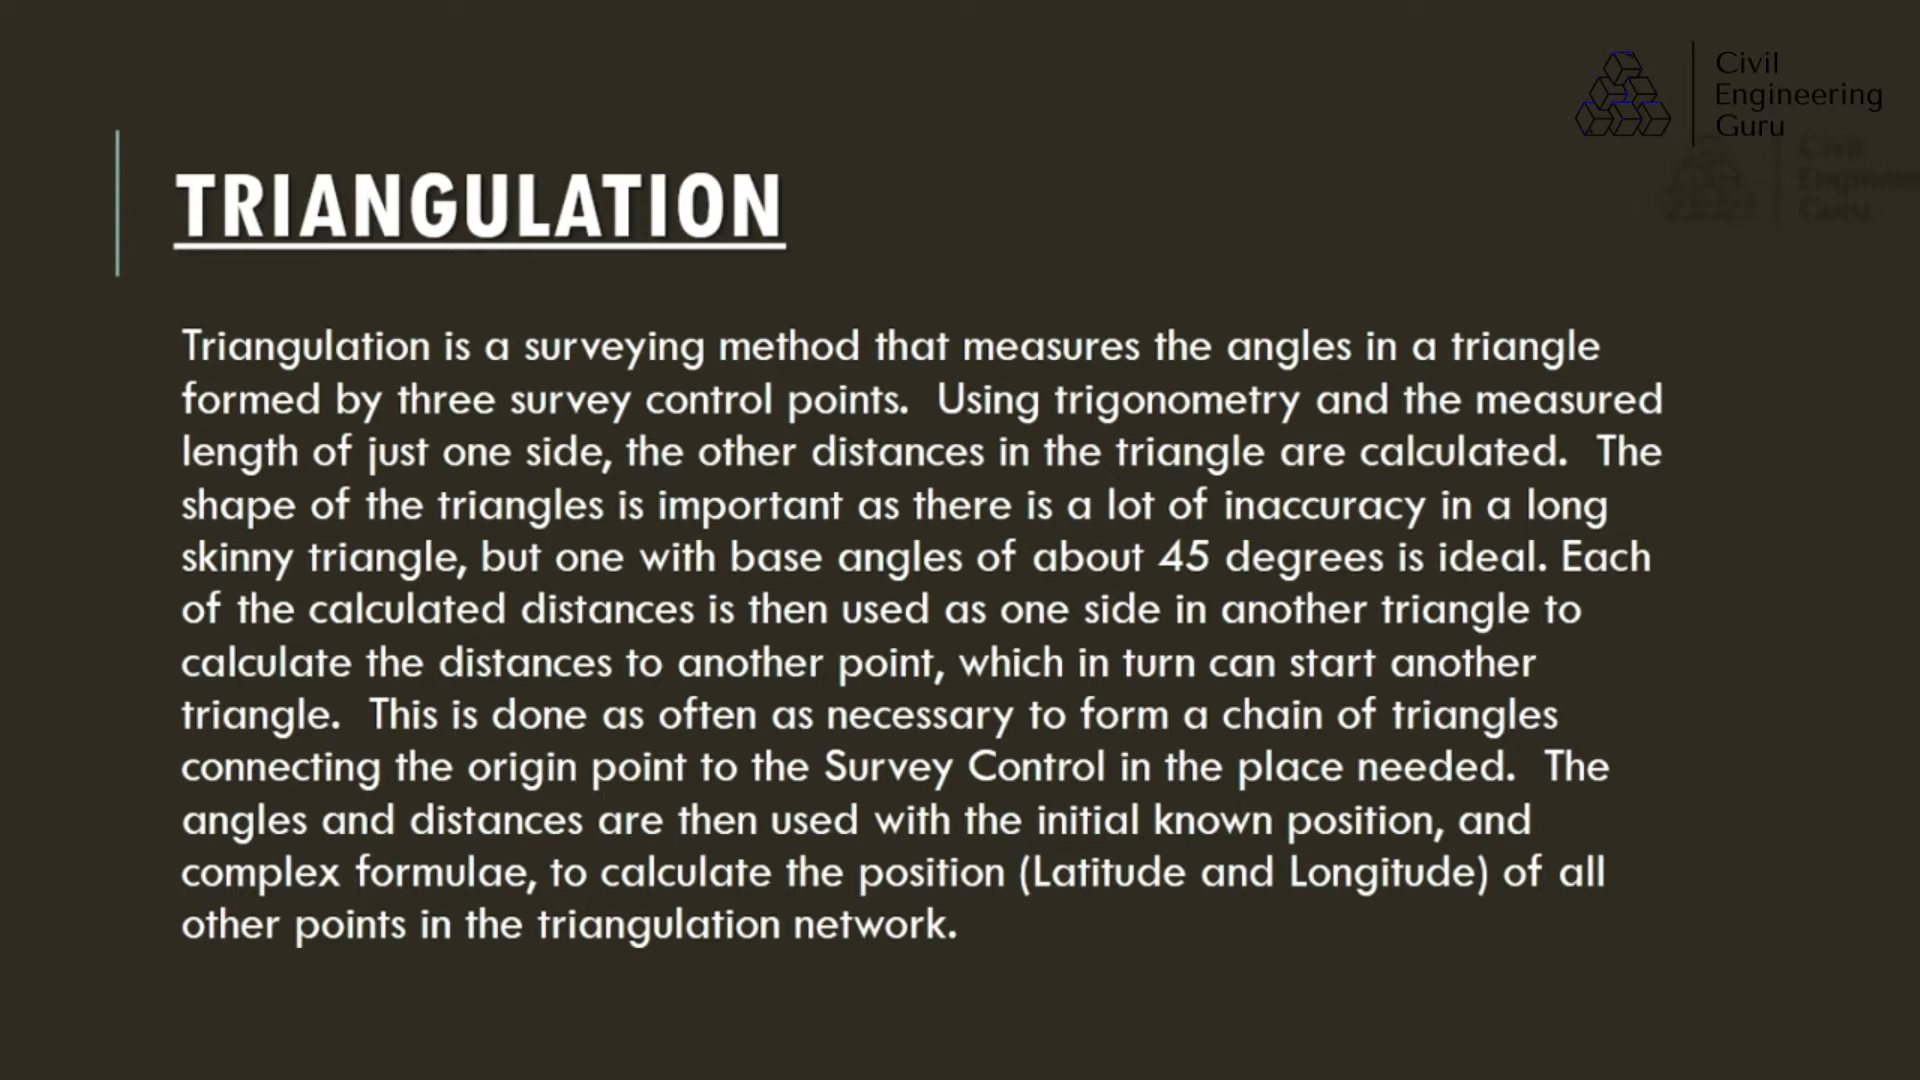 Civil
Engineering
Guru
TRIANGULATION
Triangulation is a surveying method that measures the angles in a triangle
formed by three survey control points. Using trigonometry and the measured
length of just one side, the other distances in the triangle are calculated. The
shape of the triangles is important as there is a lot of inaccuracy in a long
skinny triangle, but one with base angles of about 45 degrees is ideal. Each
of the calculated distances is then used as one side in another triangle to
calculate the distances to another point, which in turn can start another
triangle. This is done as often as necessary to form a chain of triangles
connecting the origin point to the Survey Control in the place needed. The
angles and distances are then used with the initial known position, and
complex formulae, to calculate the position (Latitude and Longitude) of all
other points in the triangulation network.